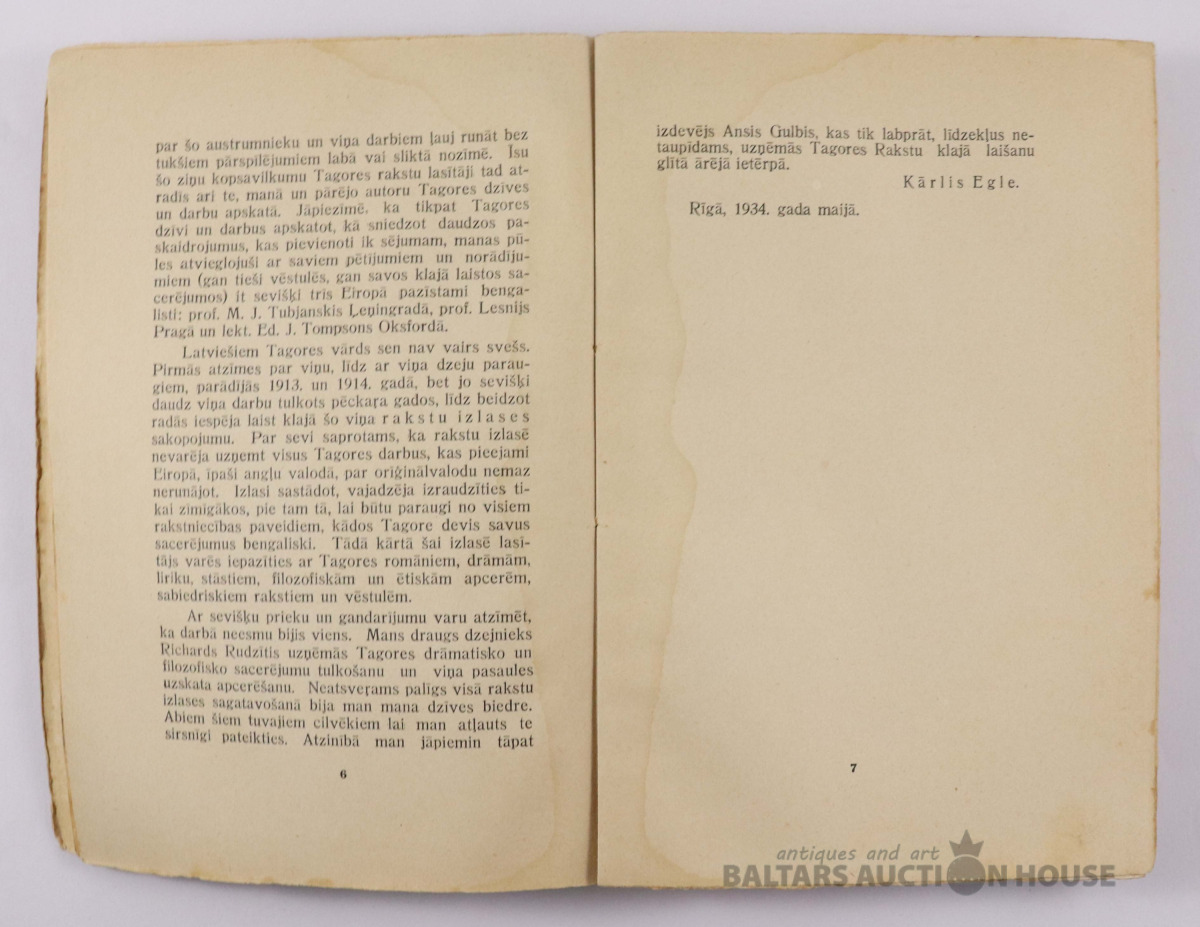 par šo austrumnieku un viņa darbiem ļauj runāt bez
tukšiem pārspīlējumiem labā vai sliktā nozīmē. Īsu
šo ziņu kopsavilkumu Tagores rakstu lasītāji tad at-
radīs ari te, manā un pārējo autoru Tagores dzīves
un darbu apskatā. Jāpiezīmē, ka tikpat Tagores
dzīvi un darbus apskatot, kā sniedzot daudzos pa-
skaidrojumus, kas pievienoti ik sējumam, manas pū-
les atvieglojuši ar saviem pētījumiem un norādīju-
miem (gan tieši vēstulēs, gan savos klajā laistos sa-
cerējumos) it sevišķi trīs Eiropā pazīstami benga-
listi: prof. M. J. Tubjanskis Ļeņingradā, prof. Lesnijs
Pragā un lekt. Ed. J. Tompsons Oksfordā.
Latviešiem Tagores vārds sen nav vairs svešs.
Pirmās atzīmes par viņu, līdz ar viņa dzeju parau-
giem, parādījās 1913. un 1914. gadā, bet jo sevišķi
daudz viņa darbu tulkots pēckaŗa gados, līdz beidzot
radās iespēja laist klajā šo viņa rakstu izlases
sakopojumu. Par sevi saprotams, ka rakstu izlasē
nevarēja uzņemt visus Tagores darbus, kas pieejami
Eiropā, īpaši angļu valodā, par oriģinālvalodu nemaz
nerunājot. Izlasi sastādot, vajadzēja izraudzīties ti-
kai zīmīgākos, pie tam tā, lai būtu paraugi no visiem
rakstniecības paveidiem, kādos Tagore devis savus
sacerējumus bengaliski. Tādā kārtā šai izlasē lasī-
tājs varēs iepazīties ar Tagores romāniem, drāmām,
liriku, stāstiem, filozofiskām un ētiskām apcerēm,
sabiedriskiem rakstiem un vēstulēm.
Ar sevišķu prieku un gandarījumu varu atzīmēt,
ka darbā neesmu bijis viens. Mans draugs dzejnieks
Richards Rudzītis uzņēmās Tagores drāmatisko un
filozofisko sacerējumu tulkošanu un viņa pasaules
uzskata apcerēšanu. Neatsveŗams palīgs visā rakstu
izlases sagatavošanā bija man mana dzīves biedre.
Abiem šiem tuvajiem cilvēkiem lai man atļauts te
sirsnīgi pateikties. Atzinībā man jāpiemin tāpat
6
izdevējs Ansis Gulbis, kas tik labprāt, līdzekļus ne-
taupīdams, uzņēmās Tagores Rakstu klajā laišanu
glītā ārējā ietērpā.
Kārlis Egle.
Rīgā, 1934. gada maijā.
7
antiques and art
BALTARS AUCTION HOUSE